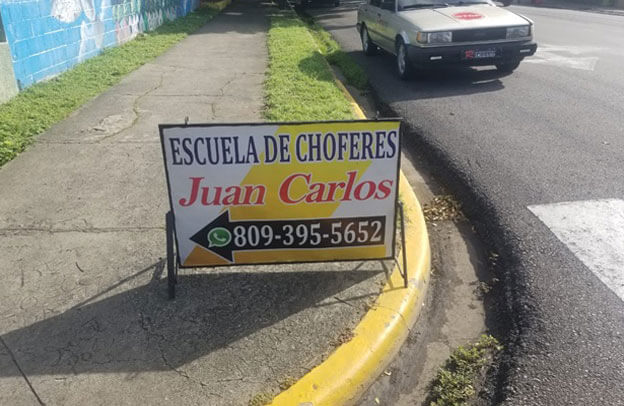 ESCUELA DE CHOFERES
Juan Carlos
809-395-5652